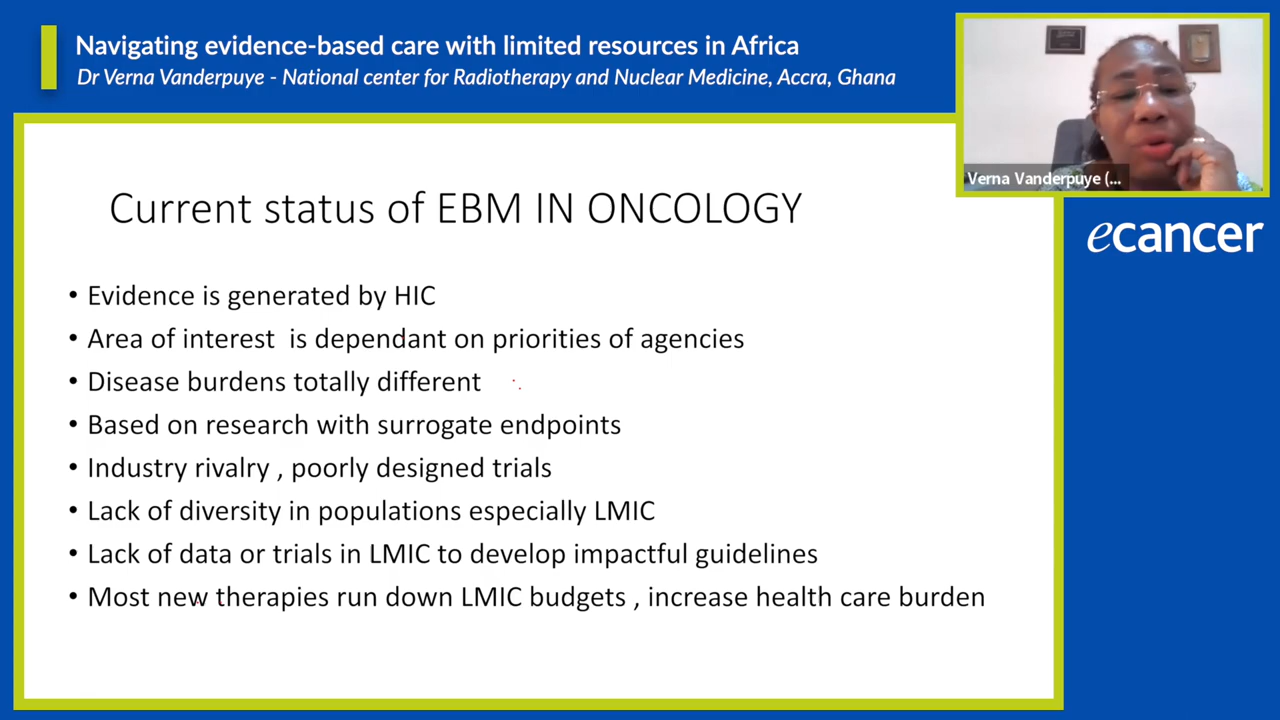 Navigating evidence-based care with limited resources in Africa
Dr Verna Vanderpuye - National center for Radiotherapy and Nuclear Medicine, Accra, Ghana
Verna Vanderpuye (...
ecancer
Current status of EBM IN ONCOLOGY
• Evidence is generated by HIC
• Area of interest  is dependant on priorities of agencies
• Disease burdens totally different
• Based on research with surrogate endpoints
• Industry rivalry , poorly designed trials
• Lack of diversity in populations especially LMIC
• Lack of data or trials in LMIC to develop impactful guidelines
• Most new therapies run down LMIC budgets , increase health care burden